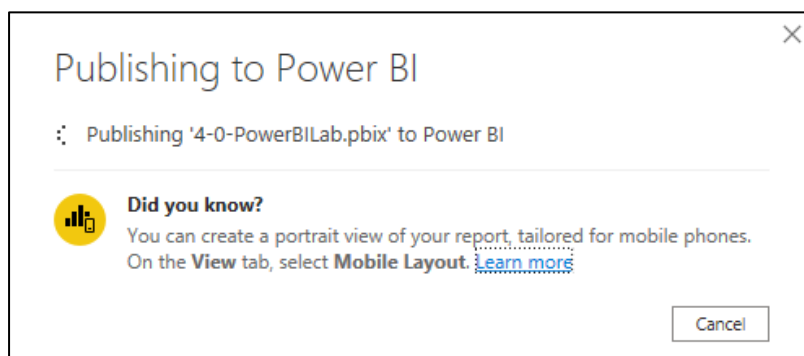 Publishing to Power BI
Publishing '4-0-PowerBILab.pbix' to Power BI
Did you know?
You can create a portrait view of your report, tailored for mobile phones.
On the View tab, select Mobile Layout. Learn more
Cancel